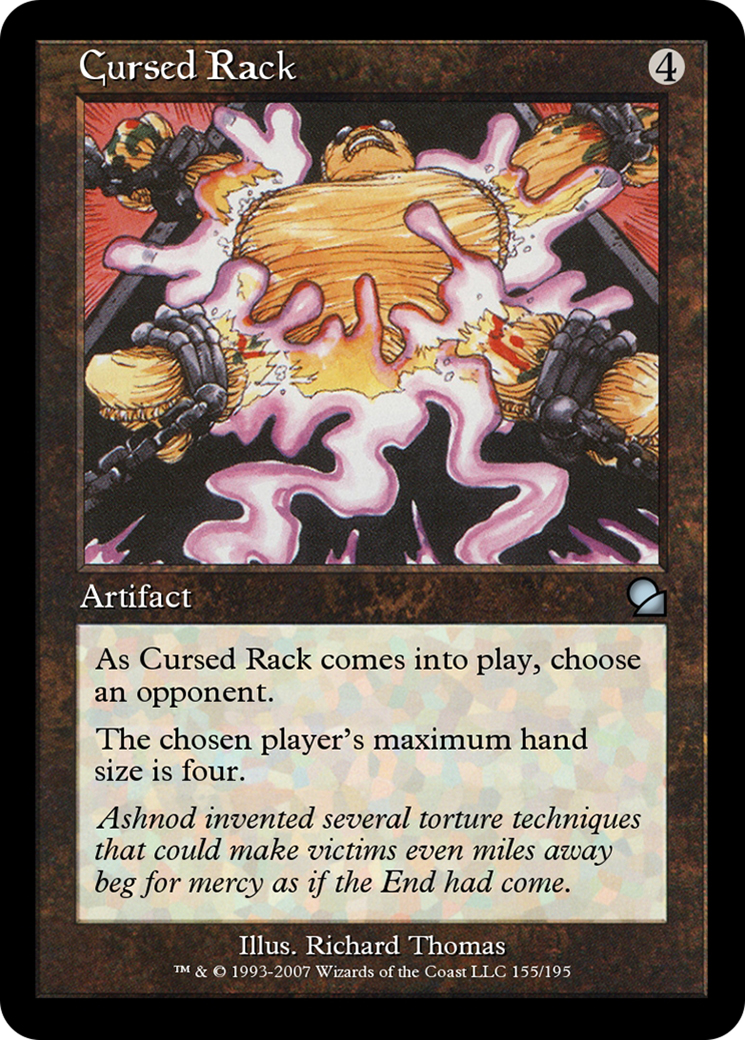 Cursed Rack
4
Artifact
As Cursed Rack comes into play, choose
an opponent.
The chosen player's maximum hand
size is four.
Ashnod invented several torture techniques
that could make victims even miles away
beg for mercy as if the End had come.
Illus. Richard Thomas
™ & © 1993-2007 Wizards of the Coast LLC 155/195